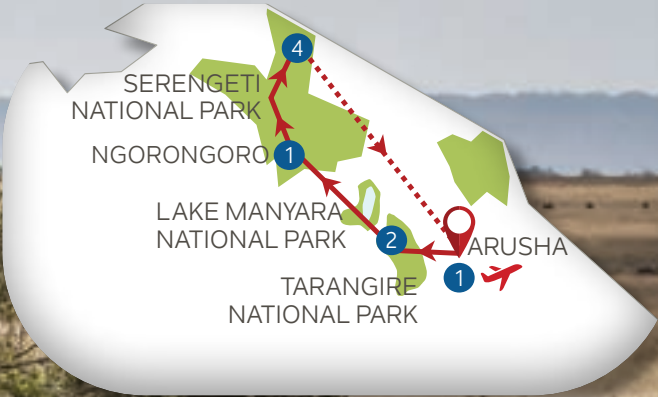 4
SERENGETI
NATIONAL PARK
NGORONGORO 1
LAKE MANYARA
NATIONAL PARK
2
ARUSHA
1
TARANGIRE
NATIONAL PARK